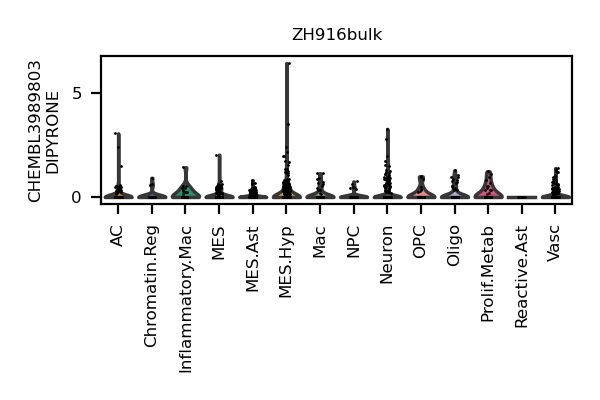 ZH916bulk
CHEMBL3989803
DIPYRONE
5
0
AC
Chromatin.Reg
Inflammatory.Mac
MES
MES.Ast
MES.Hyp
Mac
NPC
Neuron
OPC
Oligo
Prolif.Metab
Reactive.Ast
Vasc